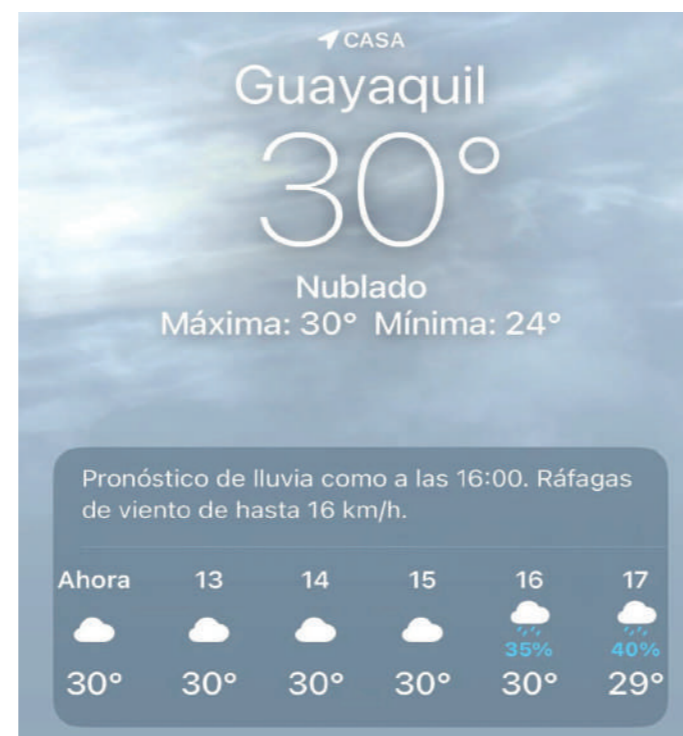 CASA
Guayaquil
30°
Nublado
Máxima: 30° Mínima: 24°
Pronóstico de lluvia como a las 16:00. Ráfagas
de viento de hasta 16 km/h.
Ahora 13 14 15 16 17
35% 40%
30° 30° 30° 30° 30° 29°